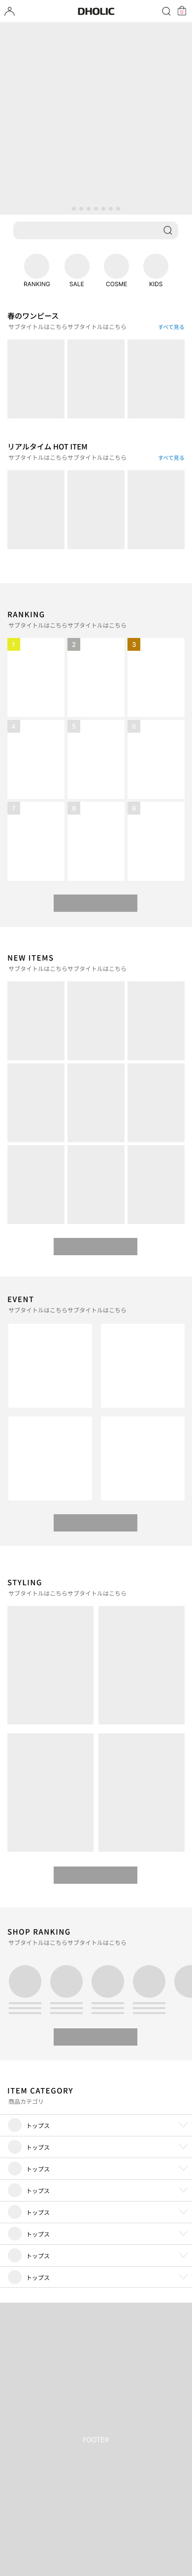 DHOLIC
RANKING SALE COSME KIDS
春のワンピース
サブタイトルはこちらサブタイトルはこちら すべて見る
リアルタイム HOT ITEM
サブタイトルはこちらサブタイトルはこちら すべて見る
RANKING
サブタイトルはこちらサブタイトルはこちら
1 2 3
4 5 6
7
NEW ITEMS
サブタイトルはこちらサブタイトルはこちら
EVENT
サブタイトルはこちらサブタイトルはこちら
STYLING
サブタイトルはこちらサブタイトルはこちら
SHOP RANKING
サブタイトルはこちらサブタイトルはこちら
ITEM CATEGORY
商品カテゴリ
トップス
トップス
トップス
トップス
トップス
トップス
トップス
トップス
FOOTER